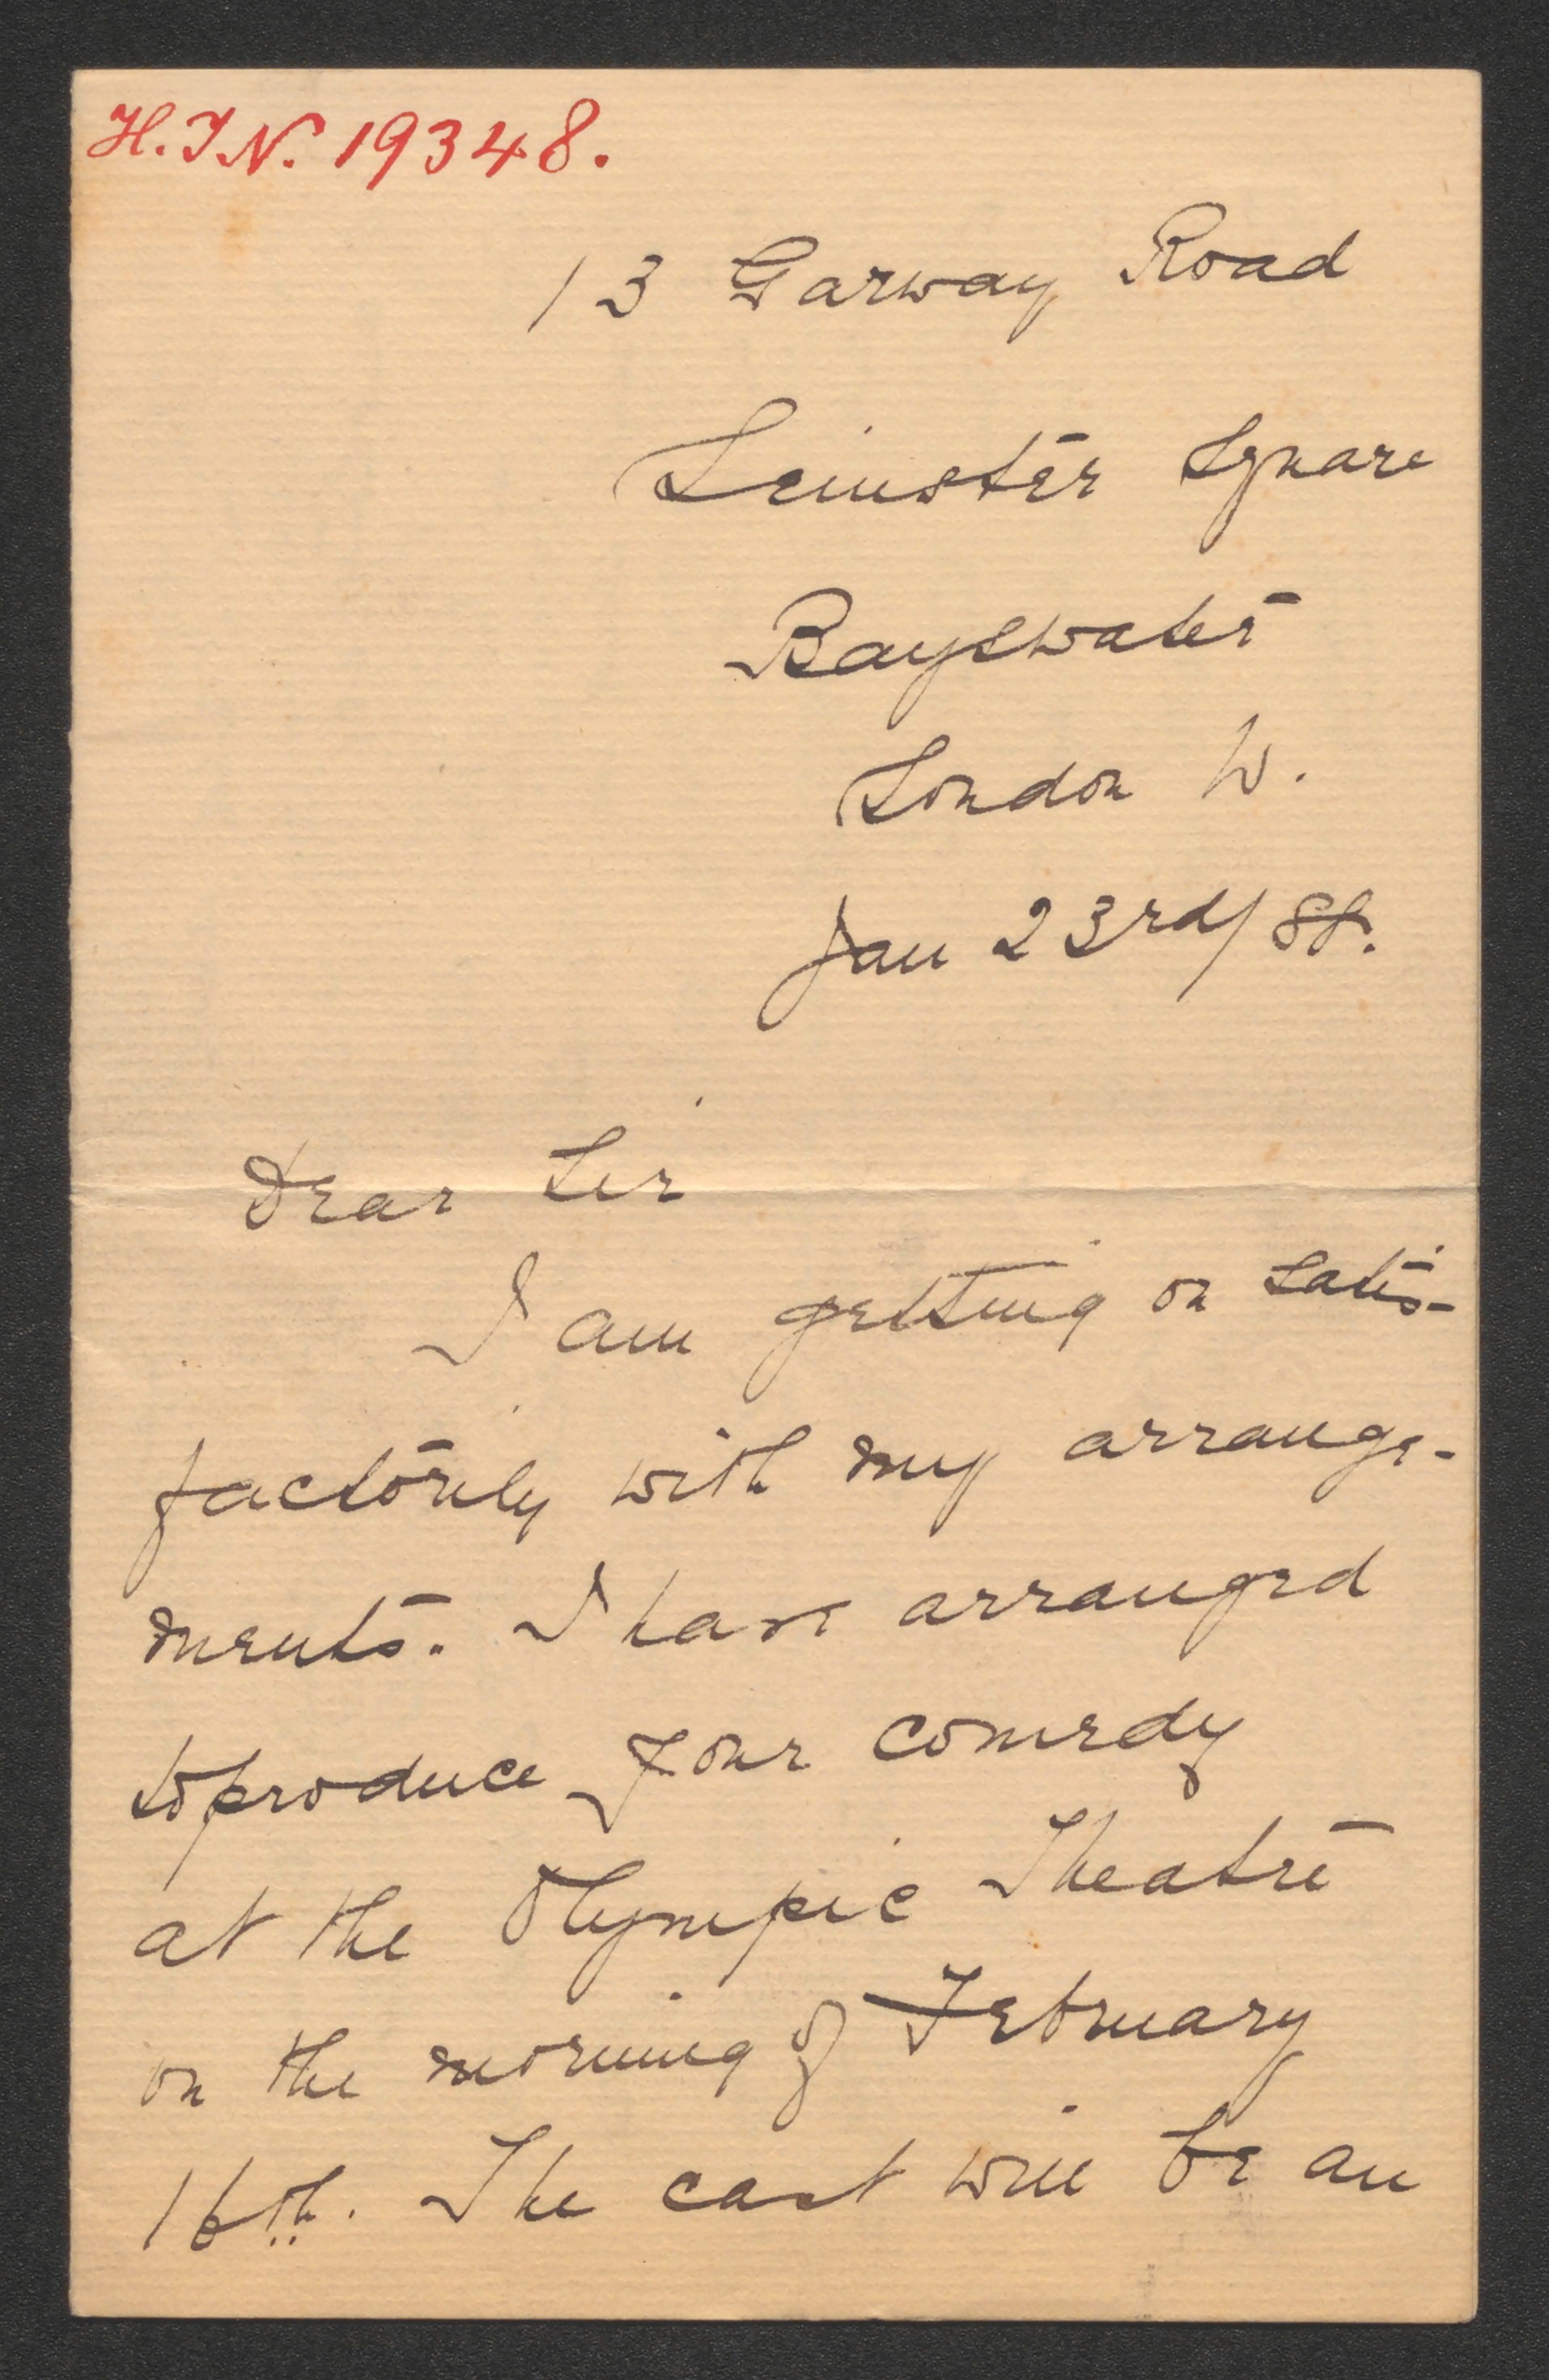 H.T.N. 19348.
13 Garway Road
Leinster Square
Bayswater
London W.
Jan 23rd/88.
Dear Sir
I am getting on satis-
factorily with my arrange-
ments. I have arranged
to produce your comedy
at the Olympic Theatre
on the morning of February
16th. The cast will be an